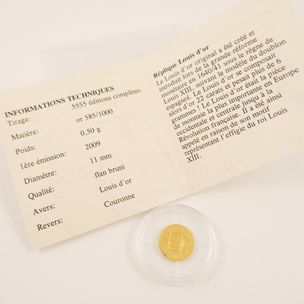 INFORMATIONS TECHNIQUES
Tirage: 5555 éditions complètes
Matière: or 585/1000
Poids: 0.50 g
1ère émission: 2009
Diamètre: 11 mm
Qualité: flan bruni
Avers: Louis d'or
Revers: Couronne
Réplique Louis d'or
Le Louis d'or original a été créé et
introduit lors de la grande réforme
monétaire en 1640/41 sous le règne de
Louis XIII, suivant le modèle du doublon
espagnol. Le Louis d'or se composait
alors d'or 22 carats et pesait plus de 6
grammes ! Le Louis d'or était la pièce
de monnaie la plus importante en Europe
occidentale et centrale jusqu'à la
Révolution française. Il a été ainsi
appelé en raison de son motif
représentant l'effigie du roi Louis
XIII.